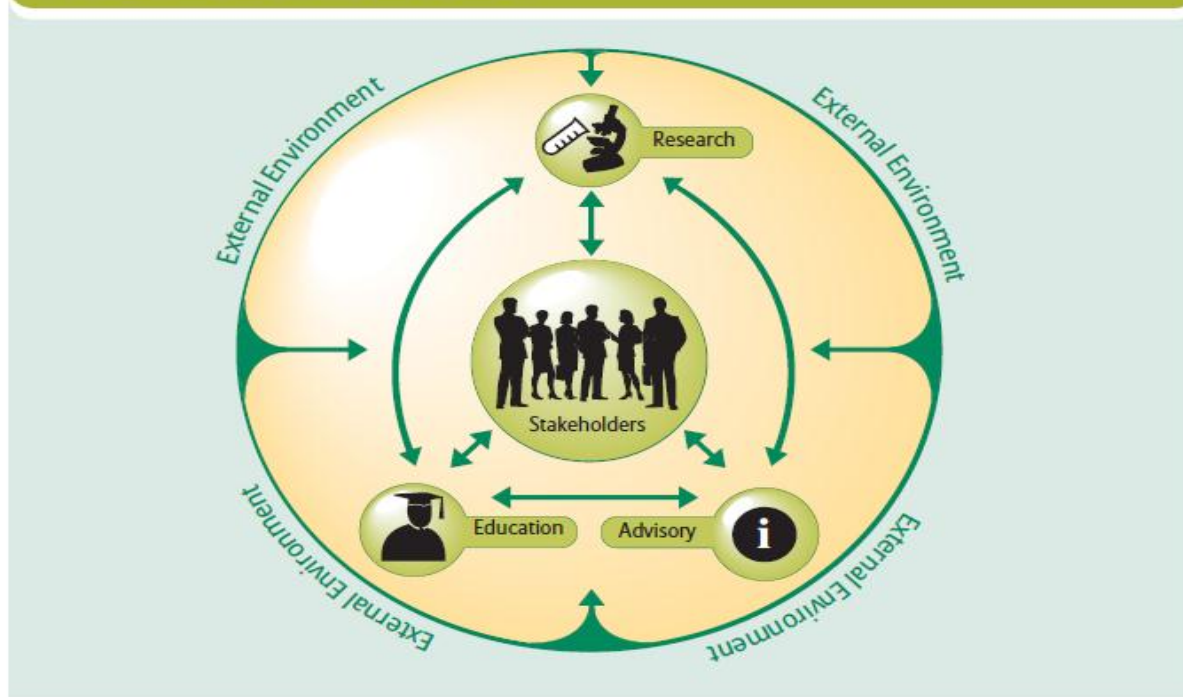 External Environment
External Environment
Research
Stakeholders
Education
Advisory
i
External Environment
External Environment